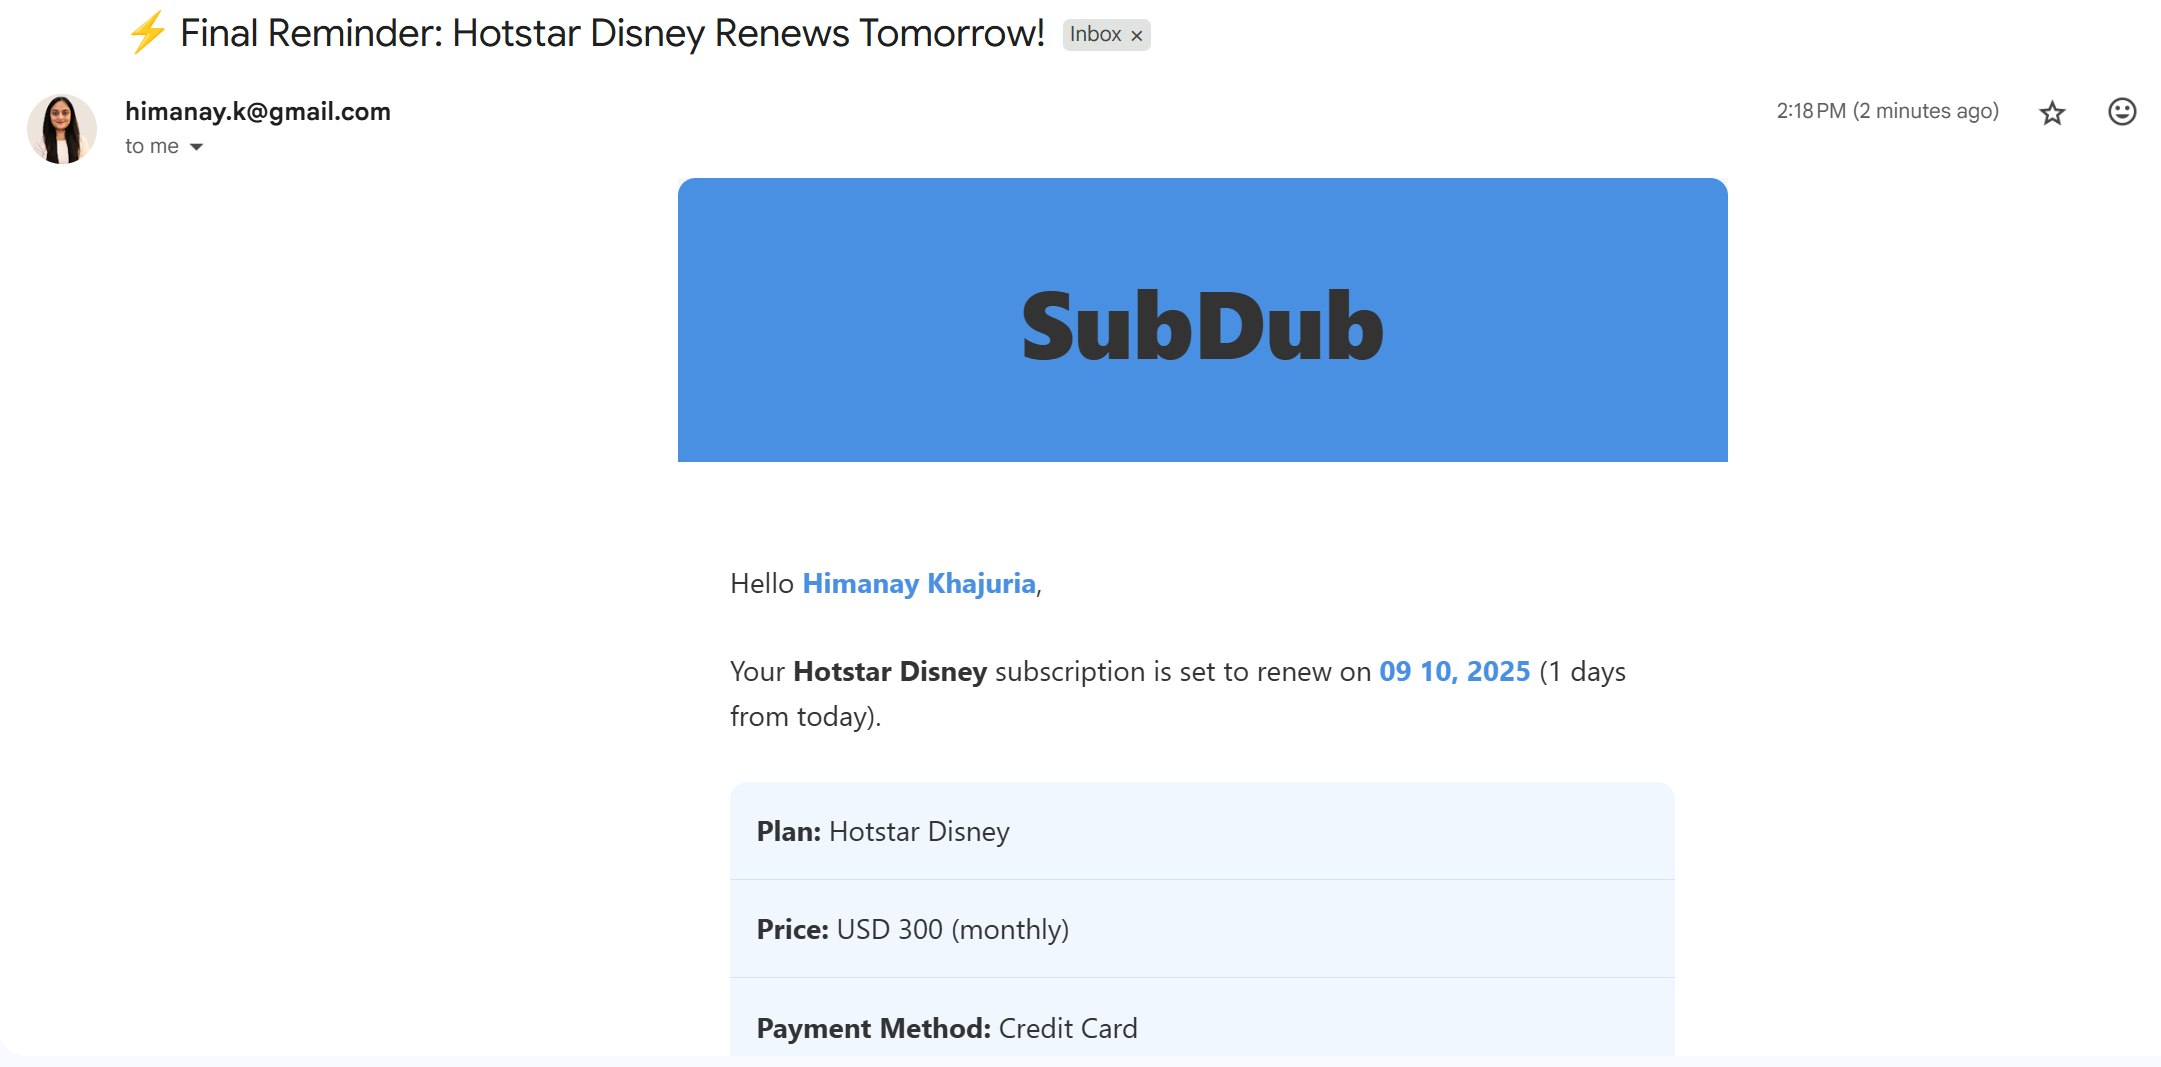 ⚡ Final Reminder: Hotstar Disney Renews Tomorrow! Inbox ×
himanay.k@gmail.com 2:18 PM (2 minutes ago)
to me
SubDub
Hello Himanay Khajuria,
Your Hotstar Disney subscription is set to renew on 09 10, 2025 (1 days
from today).
Plan: Hotstar Disney
Price: USD 300 (monthly)
Payment Method: Credit Card